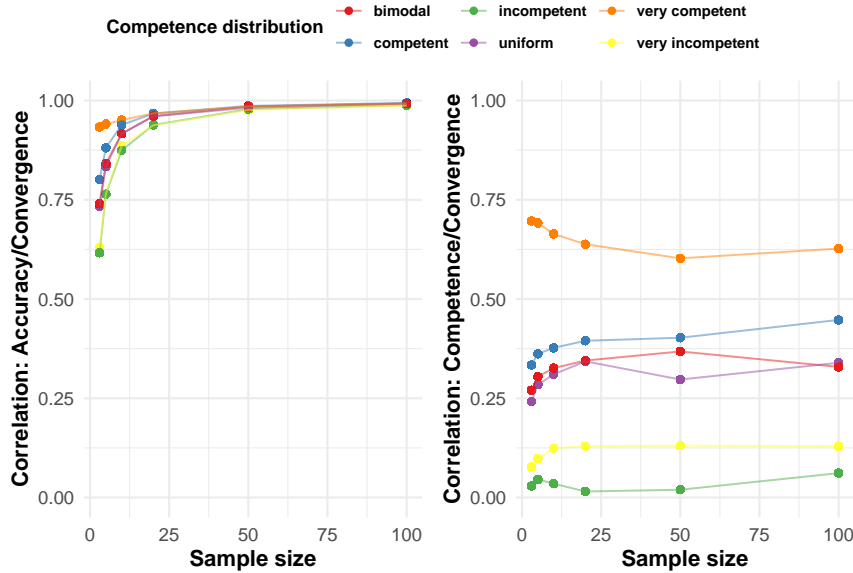 Competence distribution
bimodal
incompetent
very competent
competent
uniform
very incompetent
Correlation: Accuracy/Convergence
1.00
0.75
0.50
0.25
0.00
0 25 50 75 100
Sample size
Correlation: Competence/Convergence
1.00
0.75
0.50
0.25
0.00
0 25 50 75 100
Sample size